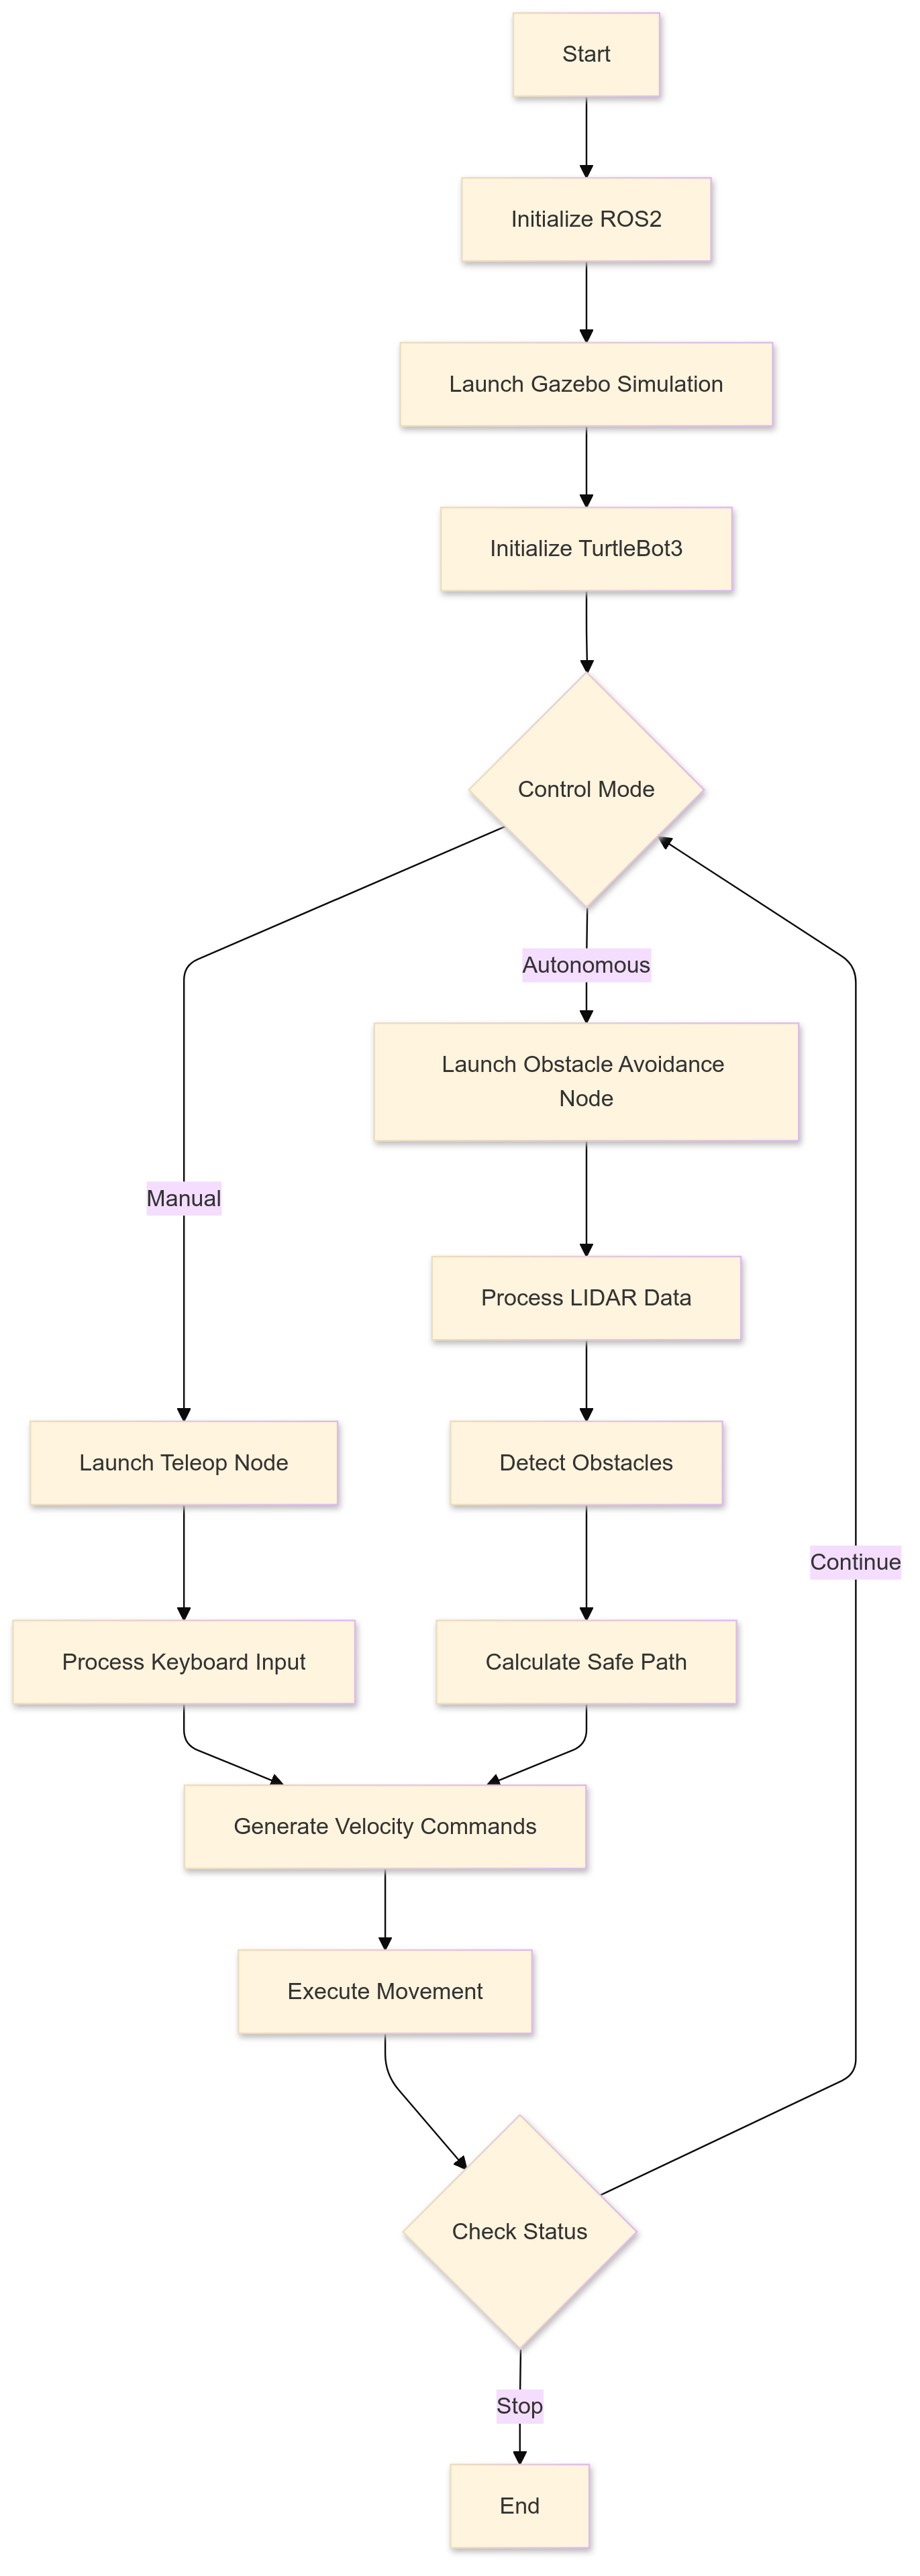 Start
Initialize ROS2
Launch Gazebo Simulation
Initialize TurtleBot3
Control Mode
Autonomous
Launch Obstacle Avoidance
Node
Manual
Process LIDAR Data
Launch Teleop Node
Detect Obstacles
Continue
Process Keyboard Input
Calculate Safe Path
Generate Velocity Commands
Execute Movement
Check Status
Stop
End